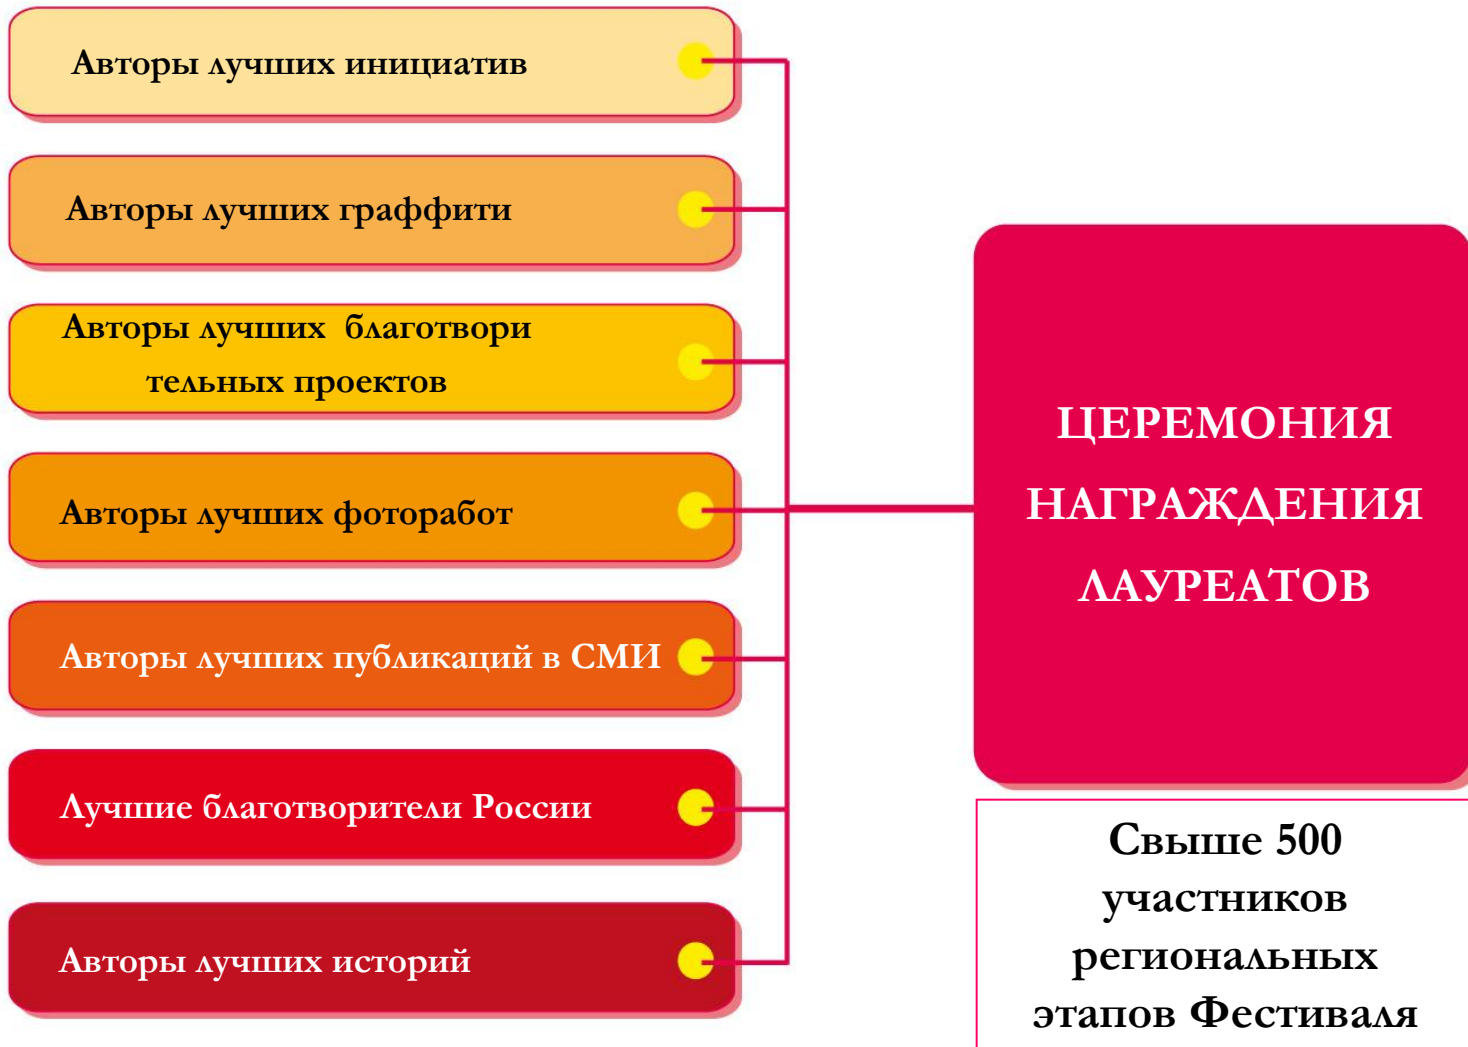 Авторы лучших инициатив
Авторы лучших граффити
Авторы лучших благотвори
тельных проектов
Авторы лучших фоторабот
Авторы лучших публикаций в СМИ
Лучшие благотворители России
Авторы лучших историй
ЦЕРЕМОНИЯ
НАГРАЖДЕНИЯ
ЛАУРЕАТОВ
Свыше 500
участников
региональных
этапов Фестиваля